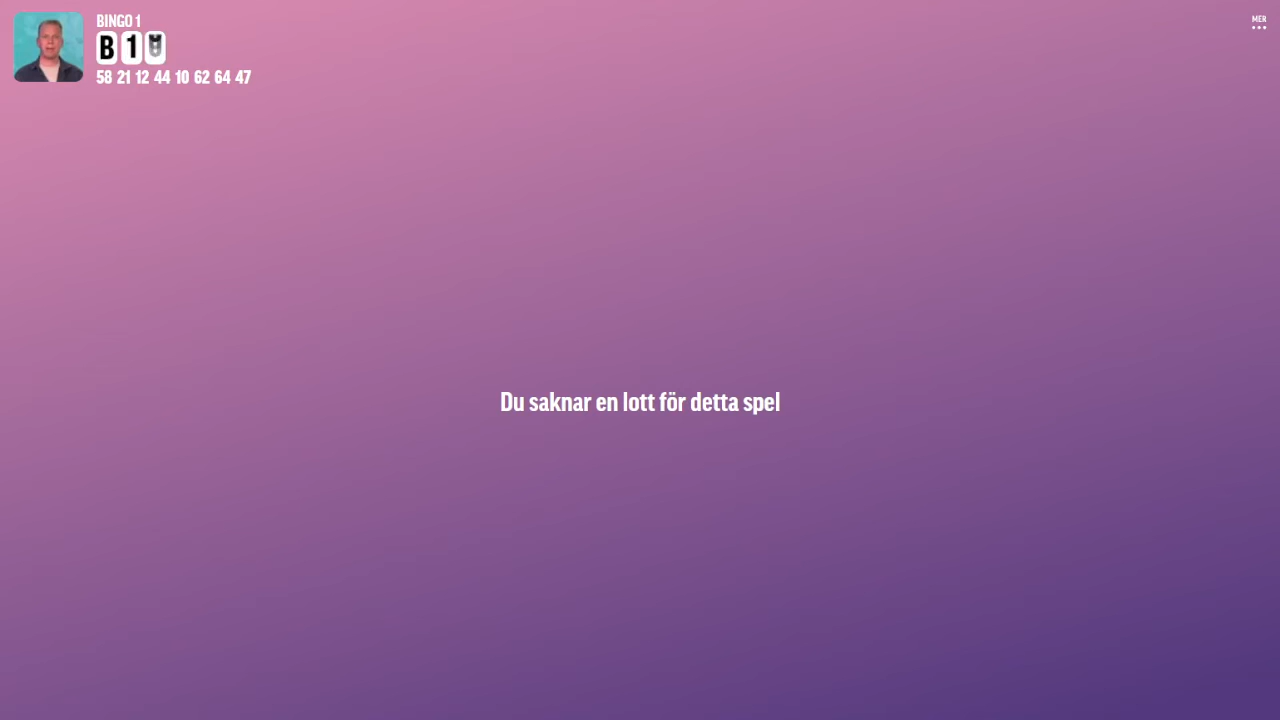 BINGO 1
B 1
58 21 12 44 10 62 64 47
MER
Du saknar en lott för detta spel